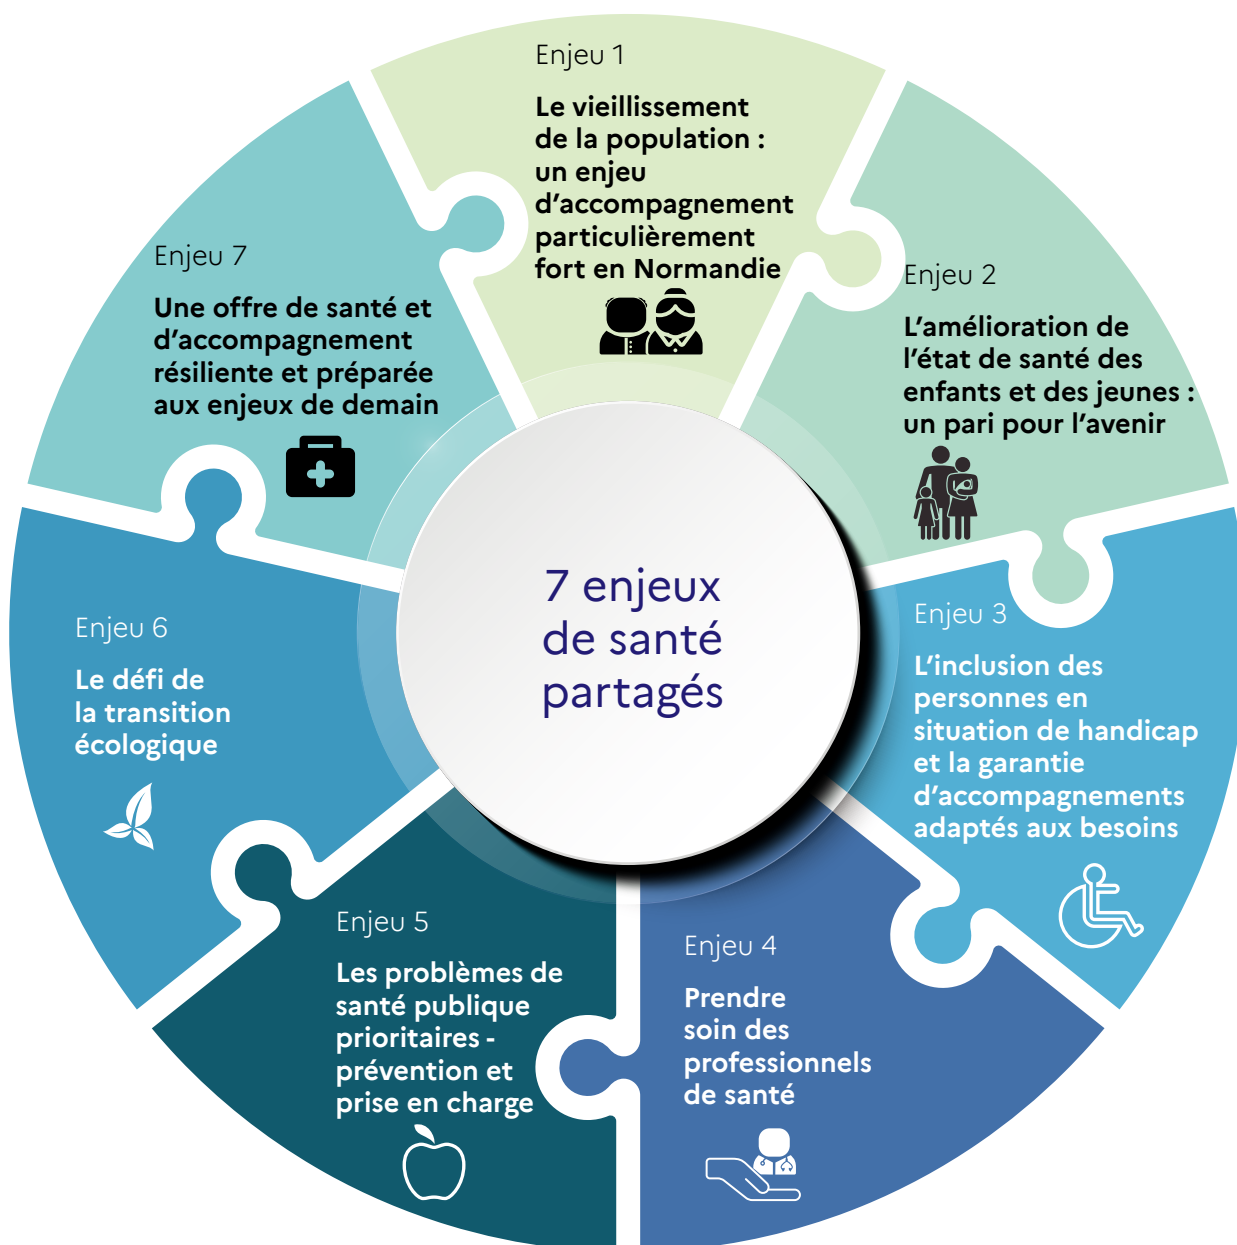 Enjeu 1
Le vieillissement
de la population :
un enjeu
d’accompagnement
particulièrement
fort en Normandie
Enjeu 2
L’amélioration de
l’état de santé des
enfants et des jeunes :
un pari pour l’avenir
Enjeu 3
L’inclusion des
personnes en
situation de handicap
et la garantie
d’accompagnements
adaptés aux besoins
Enjeu 4
Prendre
soin des
professionnels
de santé
Enjeu 5
Les problèmes de
santé publique
prioritaires -
prévention et
prise en charge
Enjeu 6
Le défi de
la transition
écologique
Enjeu 7
Une offre de santé et
d’accompagnement
résiliente et préparée
aux enjeux de demain
7 enjeux
de santé
partagés